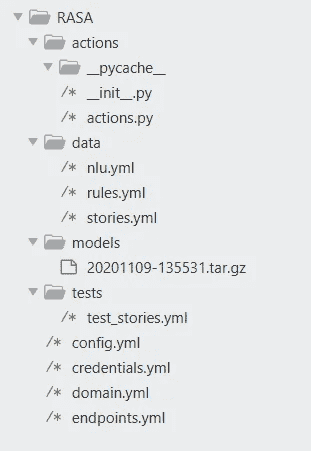 RASA
actions
__pycache__
/* __init__.py
/* actions.py
data
/* nlu.yml
/* rules.yml
/* stories.yml
models
20201109-135531.tar.gz
tests
/* test_stories.yml
/* config.yml
/* credentials.yml
/* domain.yml
/* endpoints.yml